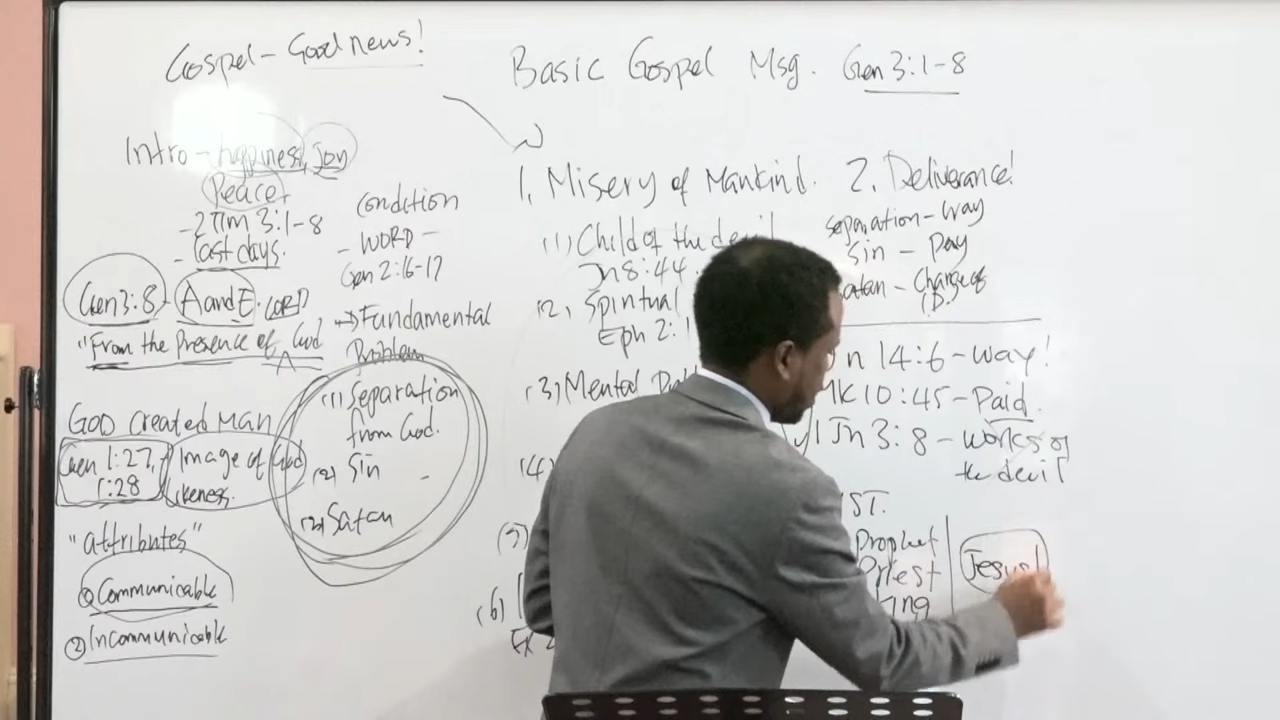 Gospel - Good news!
Intro - happiness, Joy
Peace.
- 2 Tim 3:1-8
- last days.
Gen 3:8 - A and E.
"From the Presence of God
GOD created MAN
Gen 1:27,
1:28
Image of God
likeness.
"attributes"
① Communicable
② Incommunicable
condition
- WORD -
Gen 2:16-17
Fundamental
Problem
(1) Separation
from God.
(2) Sin -
(3) Satan
Basic Gospel Msg. Gen 3:1-8
1. Misery of Mankind.
(1) Child of the devil
Jn 8:44
(2) Spiritual
Eph 2:1
(3) Mental
(4)
(5)
(6)
Ex
2. Deliverance!
Separation - Way
Sin - Pay
atan - Change of
n 14:6 - Way!
MK 10:45 - Paid.
1 Jn 3:8 - works of
the devil
ST.
Prophet
Priest
King
Jesus!